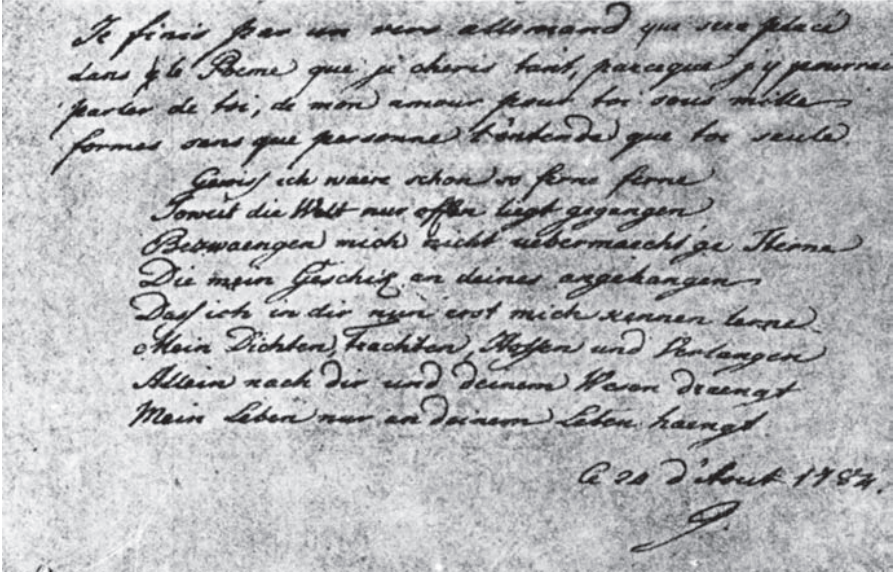 Je finis par un vers allemand qui sera placé
dans le Poeme que je cheris tant, parceque j'y pourrai
parler de toi, de mon amour pour toi sous mille
formes sans que personne l'entende que toi seule.
Gewiss ich waere schon so ferne ferne
Soweit die Welt nur offen liegt gegangen
Bezwaengen mich nicht uebermaechtge Sterne
Die mein Geschick an deines angehangen
Dass ich in dir nun erst mich kennen lerne
Mein Dichten, Trachten, Hoffen und Verlangen
Allein nach dir und deinem Wesen draengt
Mein Leben nur an deinem Leben haengt
Ce 24 d'Aout 1784.
G.